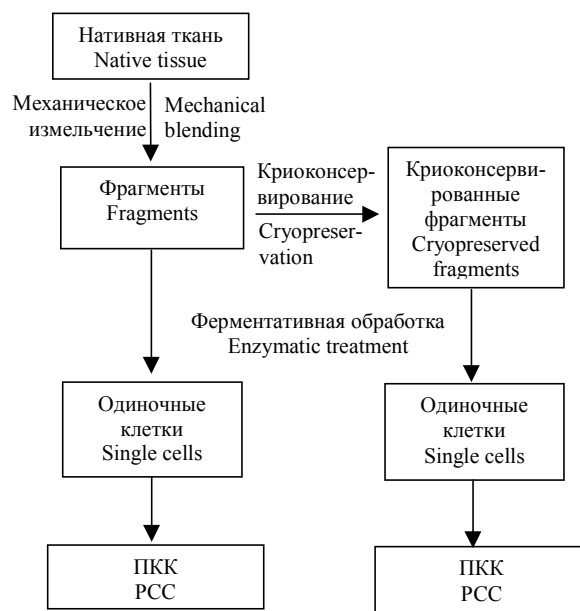 Нативная ткань
Native tissue
Механическое
измельчение
Mechanical
blending
Фрагменты
Fragments
Криоконсер-
вирование
Cryopreser-
vation
Криоконсерви-
рованные
фрагменты
Cryopreserved
fragments
Ферментативная обработка
Enzymatic treatment
Одиночные
клетки
Single cells
Одиночные
клетки
Single cells
ПКК
PCC
ПКК
PCC